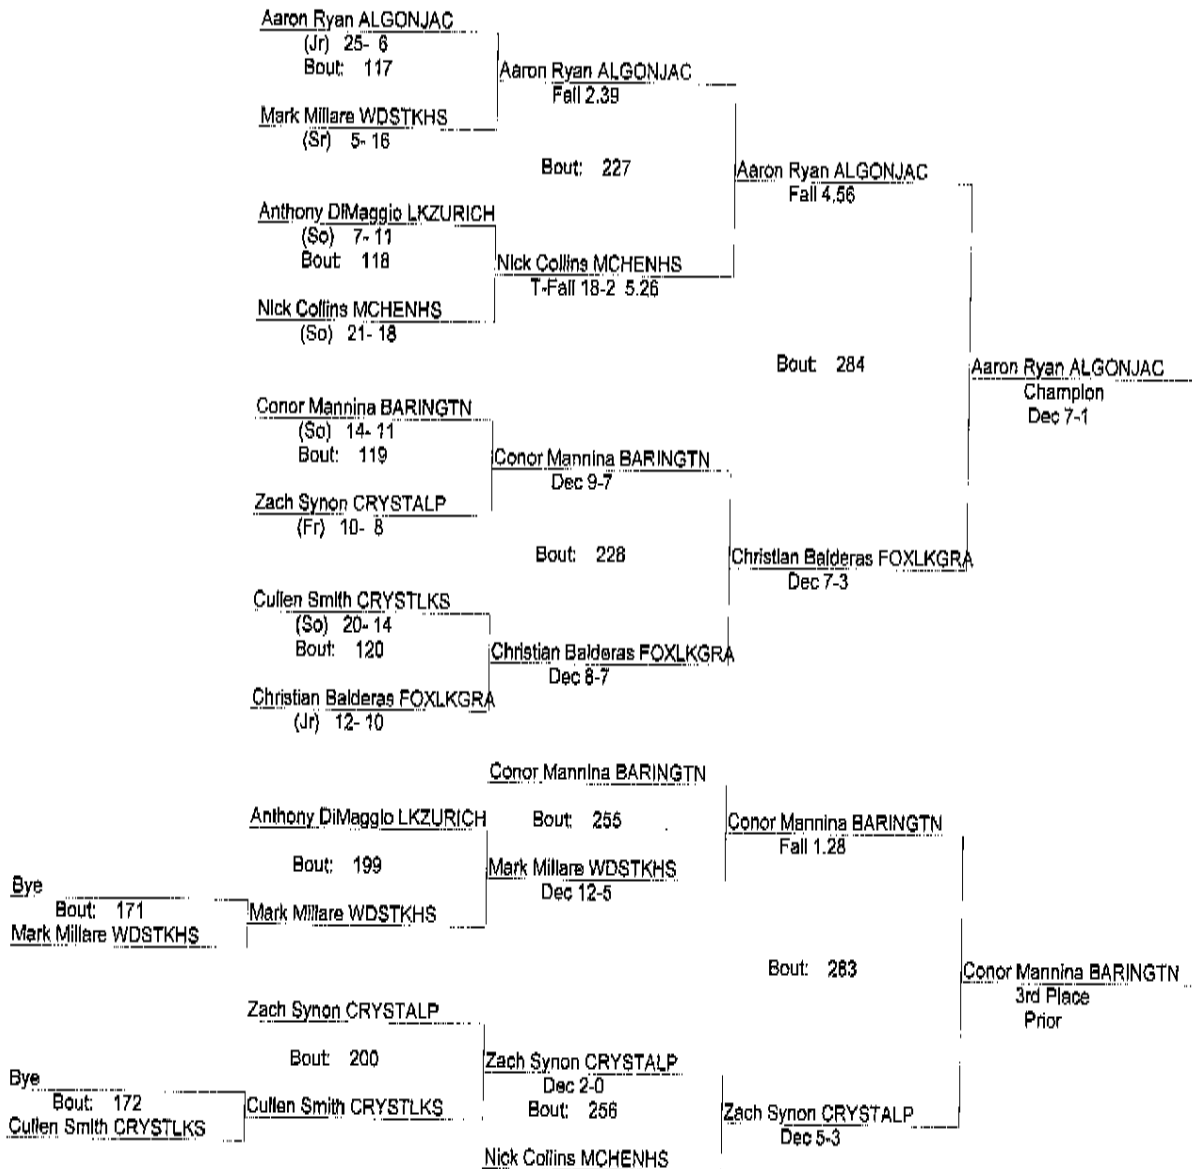 Aaron Ryan ALGONJAC
(Jr) 25- 6
Bout: 117
Aaron Ryan ALGONJAC
Fall 2.39
Mark Millare WDSTKHS
(Sr) 5- 16
Bout: 227
Aaron Ryan ALGONJAC
Fall 4.56
Anthony DiMaggio LKZURICH
(So) 7- 11
Bout: 118
Nick Collins MCHENHS
T-Fall 18-2 5.26
Nick Collins MCHENHS
(So) 21- 18
Bout: 284
Aaron Ryan ALGONJAC
Champion
Dec 7-1
Conor Mannina BARINGTN
(So) 14- 11
Bout: 119
Conor Mannina BARINGTN
Dec 9-7
Zach Synon CRYSTALP
(Fr) 10- 8
Bout: 228
Christian Balderas FOXLKGRA
Dec 7-3
Cullen Smith CRYSTLKS
(So) 20- 14
Bout: 120
Christian Balderas FOXLKGRA
Dec 8-7
Christian Balderas FOXLKGRA
(Jr) 12- 10
Conor Mannina BARINGTN
Anthony DiMaggio LKZURICH
Bout: 255
Conor Mannina BARINGTN
Fall 1.28
Bout: 199
Mark Millare WDSTKHS
Dec 12-5
Bye
Bout: 171
Mark Millare WDSTKHS
Mark Millare WDSTKHS
Bout: 283
Conor Mannina BARINGTN
3rd Place
Prior
Zach Synon CRYSTALP
Bout: 200
Zach Synon CRYSTALP
Dec 2-0
Bye
Bout: 172
Cullen Smith CRYSTLKS
Cullen Smith CRYSTLKS
Bout: 256
Zach Synon CRYSTALP
Dec 5-3
Nick Collins MCHENHS